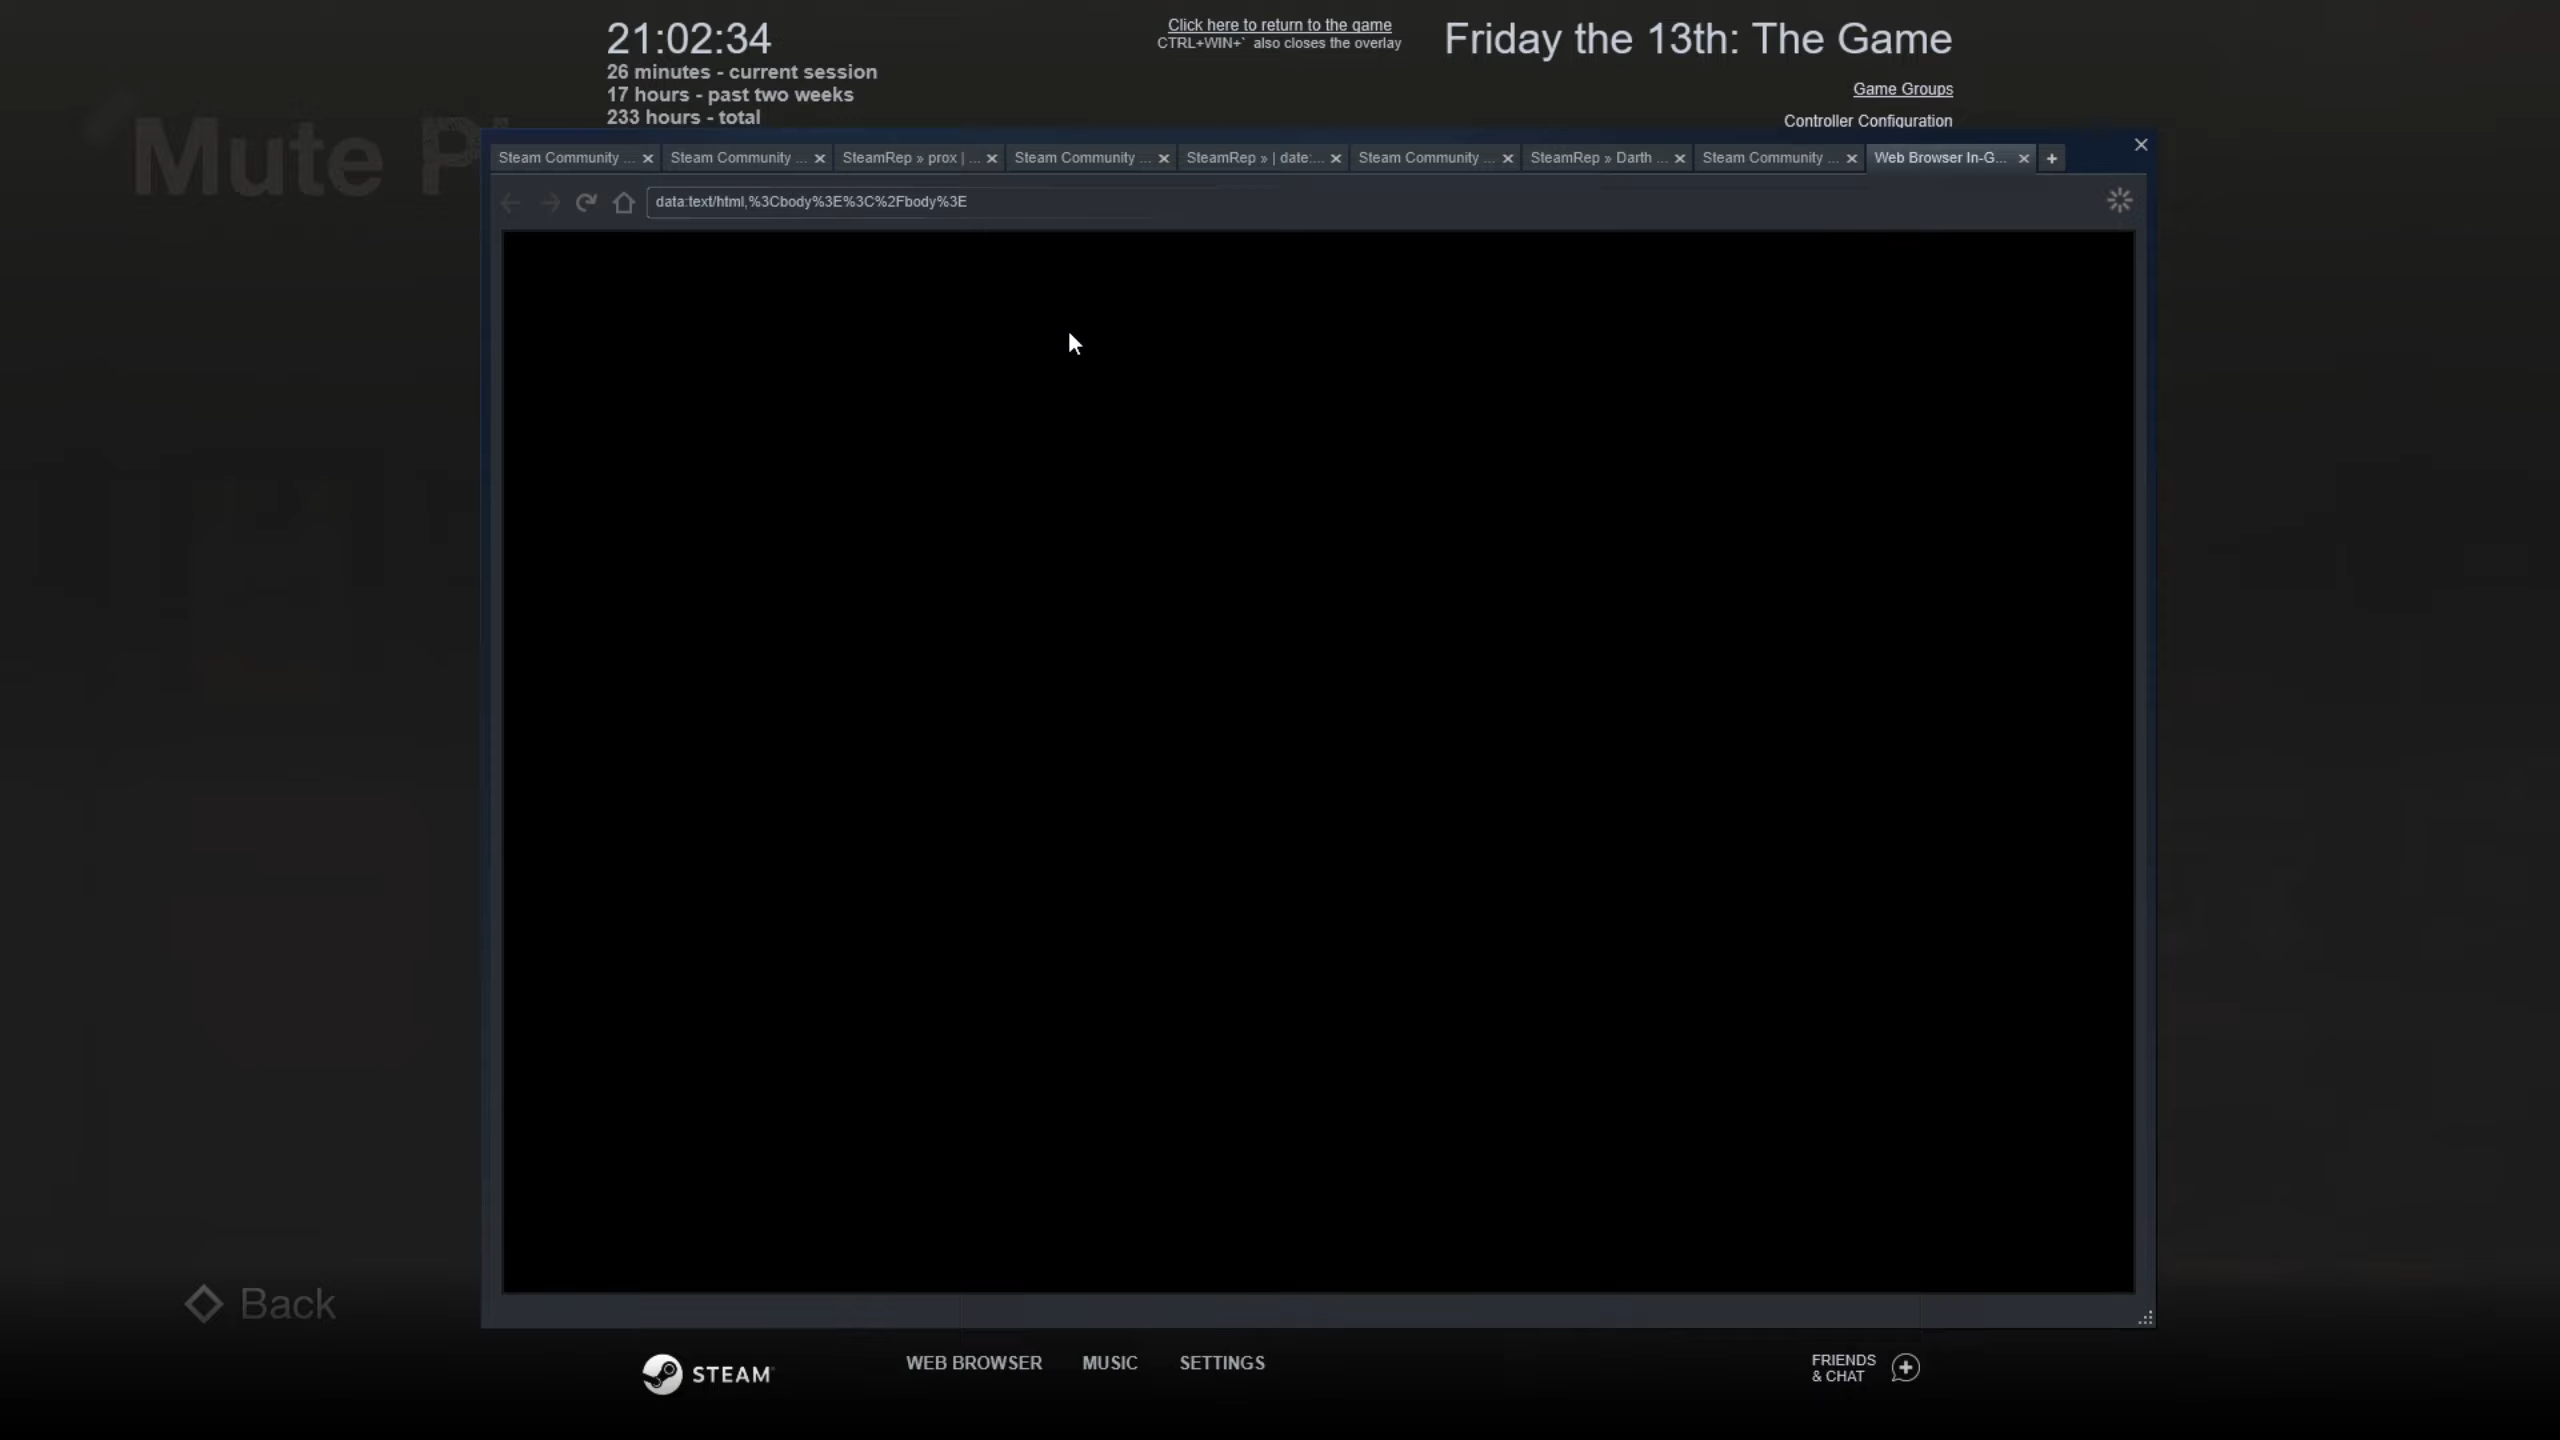 21:02:34
26 minutes - current session
17 hours - past two weeks
233 hours - total
Click here to return to the game
CTRL+WIN+` also closes the overlay
Friday the 13th: The Game
Game Groups
Controller Configuration
Mute P
Steam Community ...
Steam Community ...
SteamRep » prox | ...
Steam Community ...
SteamRep » | date:...
Steam Community ...
SteamRep » Darth ...
Steam Community ...
Web Browser In-G...
data:text/html,%3Cbody%3E%3C%2Fbody%3E
Back
STEAM
WEB BROWSER
MUSIC
SETTINGS
FRIENDS
& CHAT